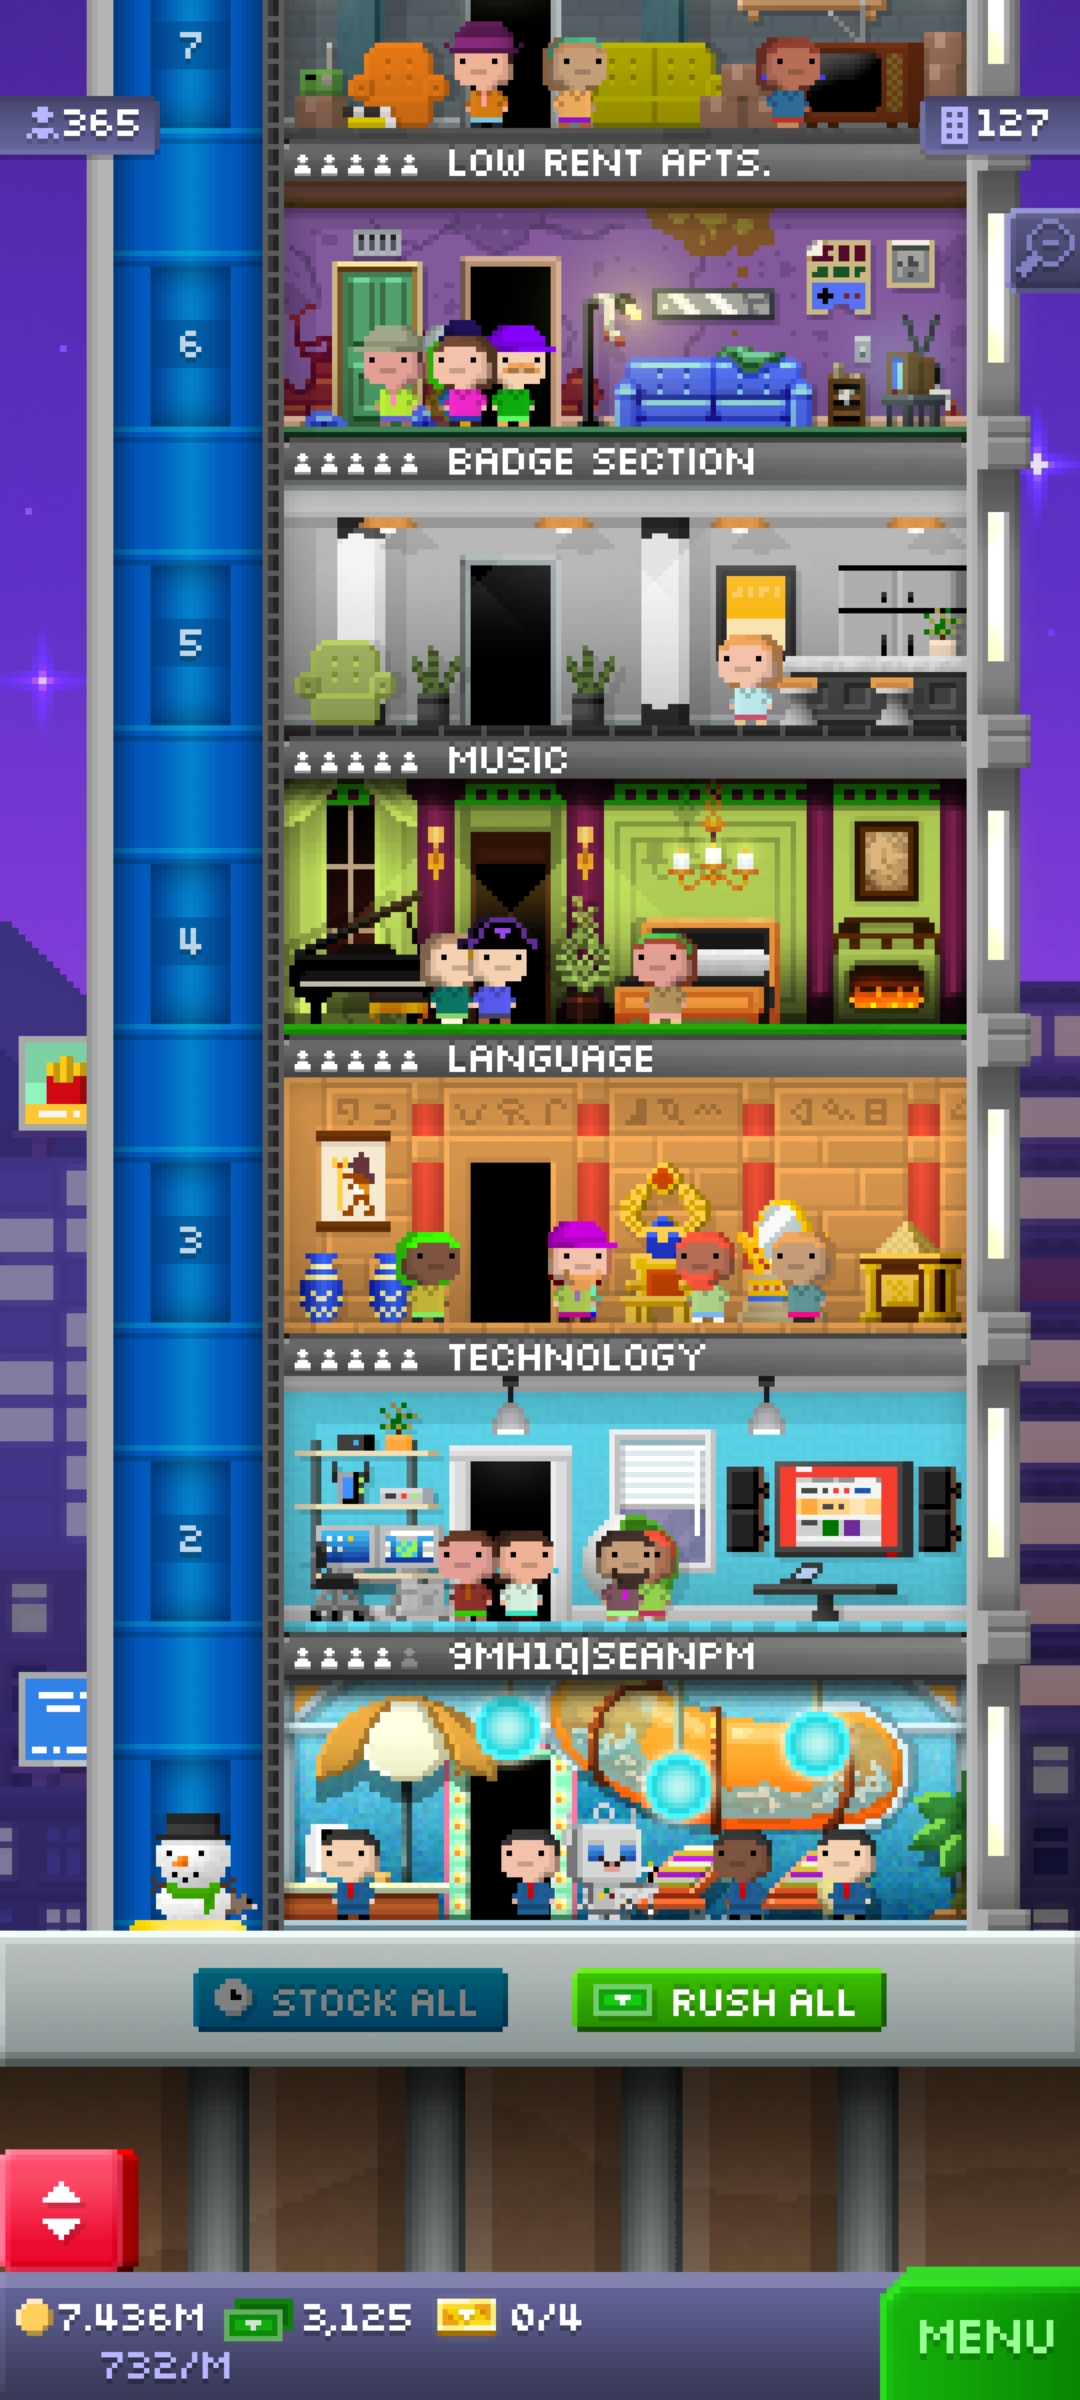 7
365
127
LOW RENT APTS.
6
BADGE SECTION
5
MUSIC
4
LANGUAGE
3
TECHNOLOGY
2
9MH1Q|SEANPM
STOCK ALL
RUSH ALL
7.436M
3,125
0/4
732/M
MENU